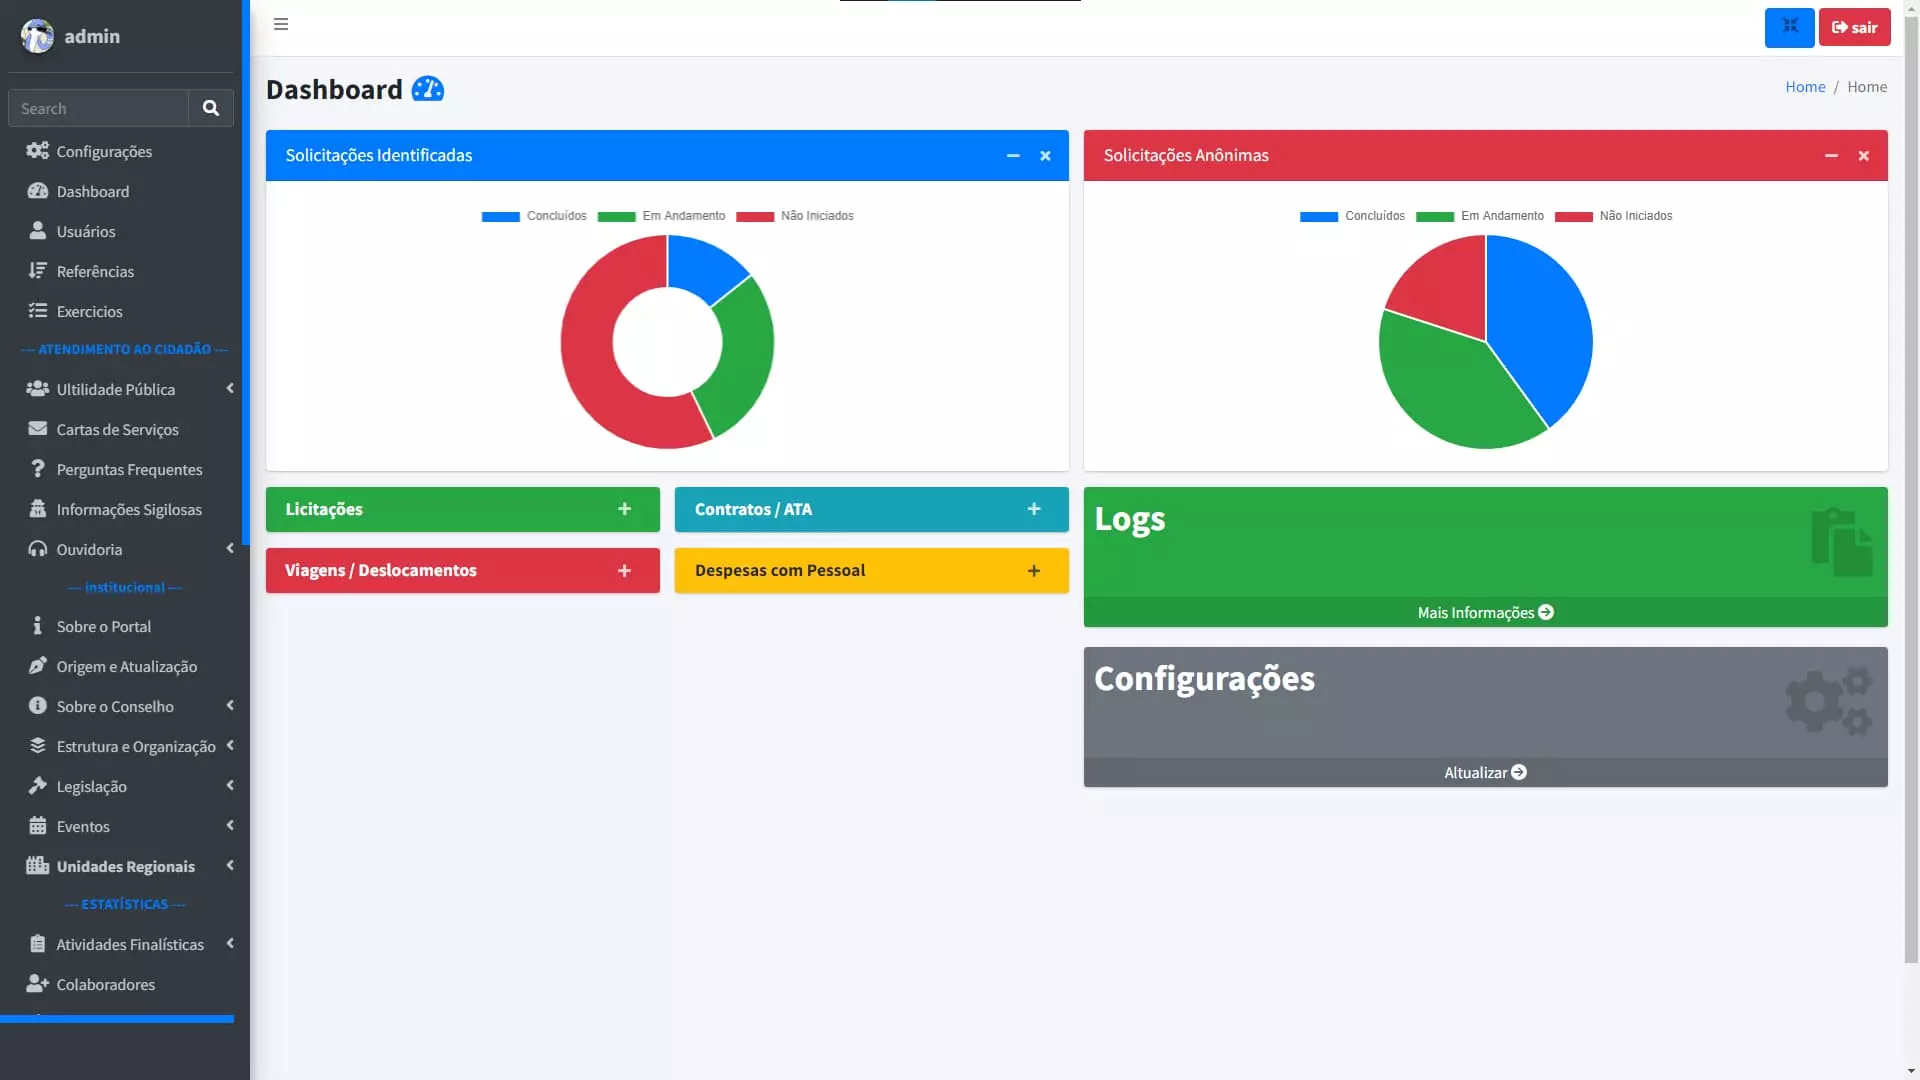 admin
Search
Configurações
Dashboard
Usuários
Referências
Exercicios
--- ATENDIMENTO AO CIDADÃO ---
Ultilidade Pública
Cartas de Serviços
Perguntas Frequentes
Informações Sigilosas
Ouvidoria
--- institucional ---
Sobre o Portal
Origem e Atualização
Sobre o Conselho
Estrutura e Organização
Legislação
Eventos
Unidades Regionais
--- ESTATÍSTICAS ---
Atividades Finalísticas
Colaboradores
sair
Dashboard
Home / Home
Solicitações Identificadas
Concluídos Em Andamento Não Iniciados
Solicitações Anônimas
Concluídos Em Andamento Não Iniciados
Licitações
Contratos / ATA
Viagens / Deslocamentos
Despesas com Pessoal
Logs
Mais Informações
Configurações
Altualizar